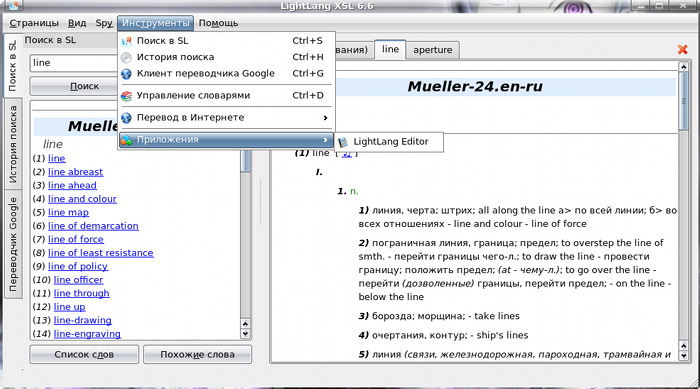 LightLang XSL 6.6
Страницы Вид Spy Инструменты Помощь
Поиск в SL
История поиска
Переводчик Google
Поиск в SL
line
Поиск
line
(1) line
(2) line abreast
(3) line ahead
(4) line and colour
(5) line map
(6) line of demarcation
(7) line of force
(8) line of least resistance
(9) line of policy
(10) line officer
(11) line through
(12) line up
(13) line-drawing
(14) line-engraving
Список слов
Похожие слова
Поиск в SL Ctrl+S
История поиска Ctrl+H
Клиент переводчика Google Ctrl+G
Управление словарями Ctrl+D
Перевод в Интернете
Приложения
LightLang Editor
line
aperture
Mueller-24.en-ru
(1) line
I.
1. n.
1) линия, черта; штрих; all along the line а> по всей линии; б> во
всех отношениях - line and colour - line of force
2) пограничная линия, граница; предел; to overstep the line of
smth. - перейти границы чего-л.; to draw the line - провести
границу; положить предел; (at - чему-л.); to go over the line -
перейти (дозволенные) границы, перейти предел; - on the line -
below the line
3) борозда; морщина; - take lines
4) очертания, контур; - ship's lines
5) линия (связи, железнодорожная, пароходная, трамвайная и